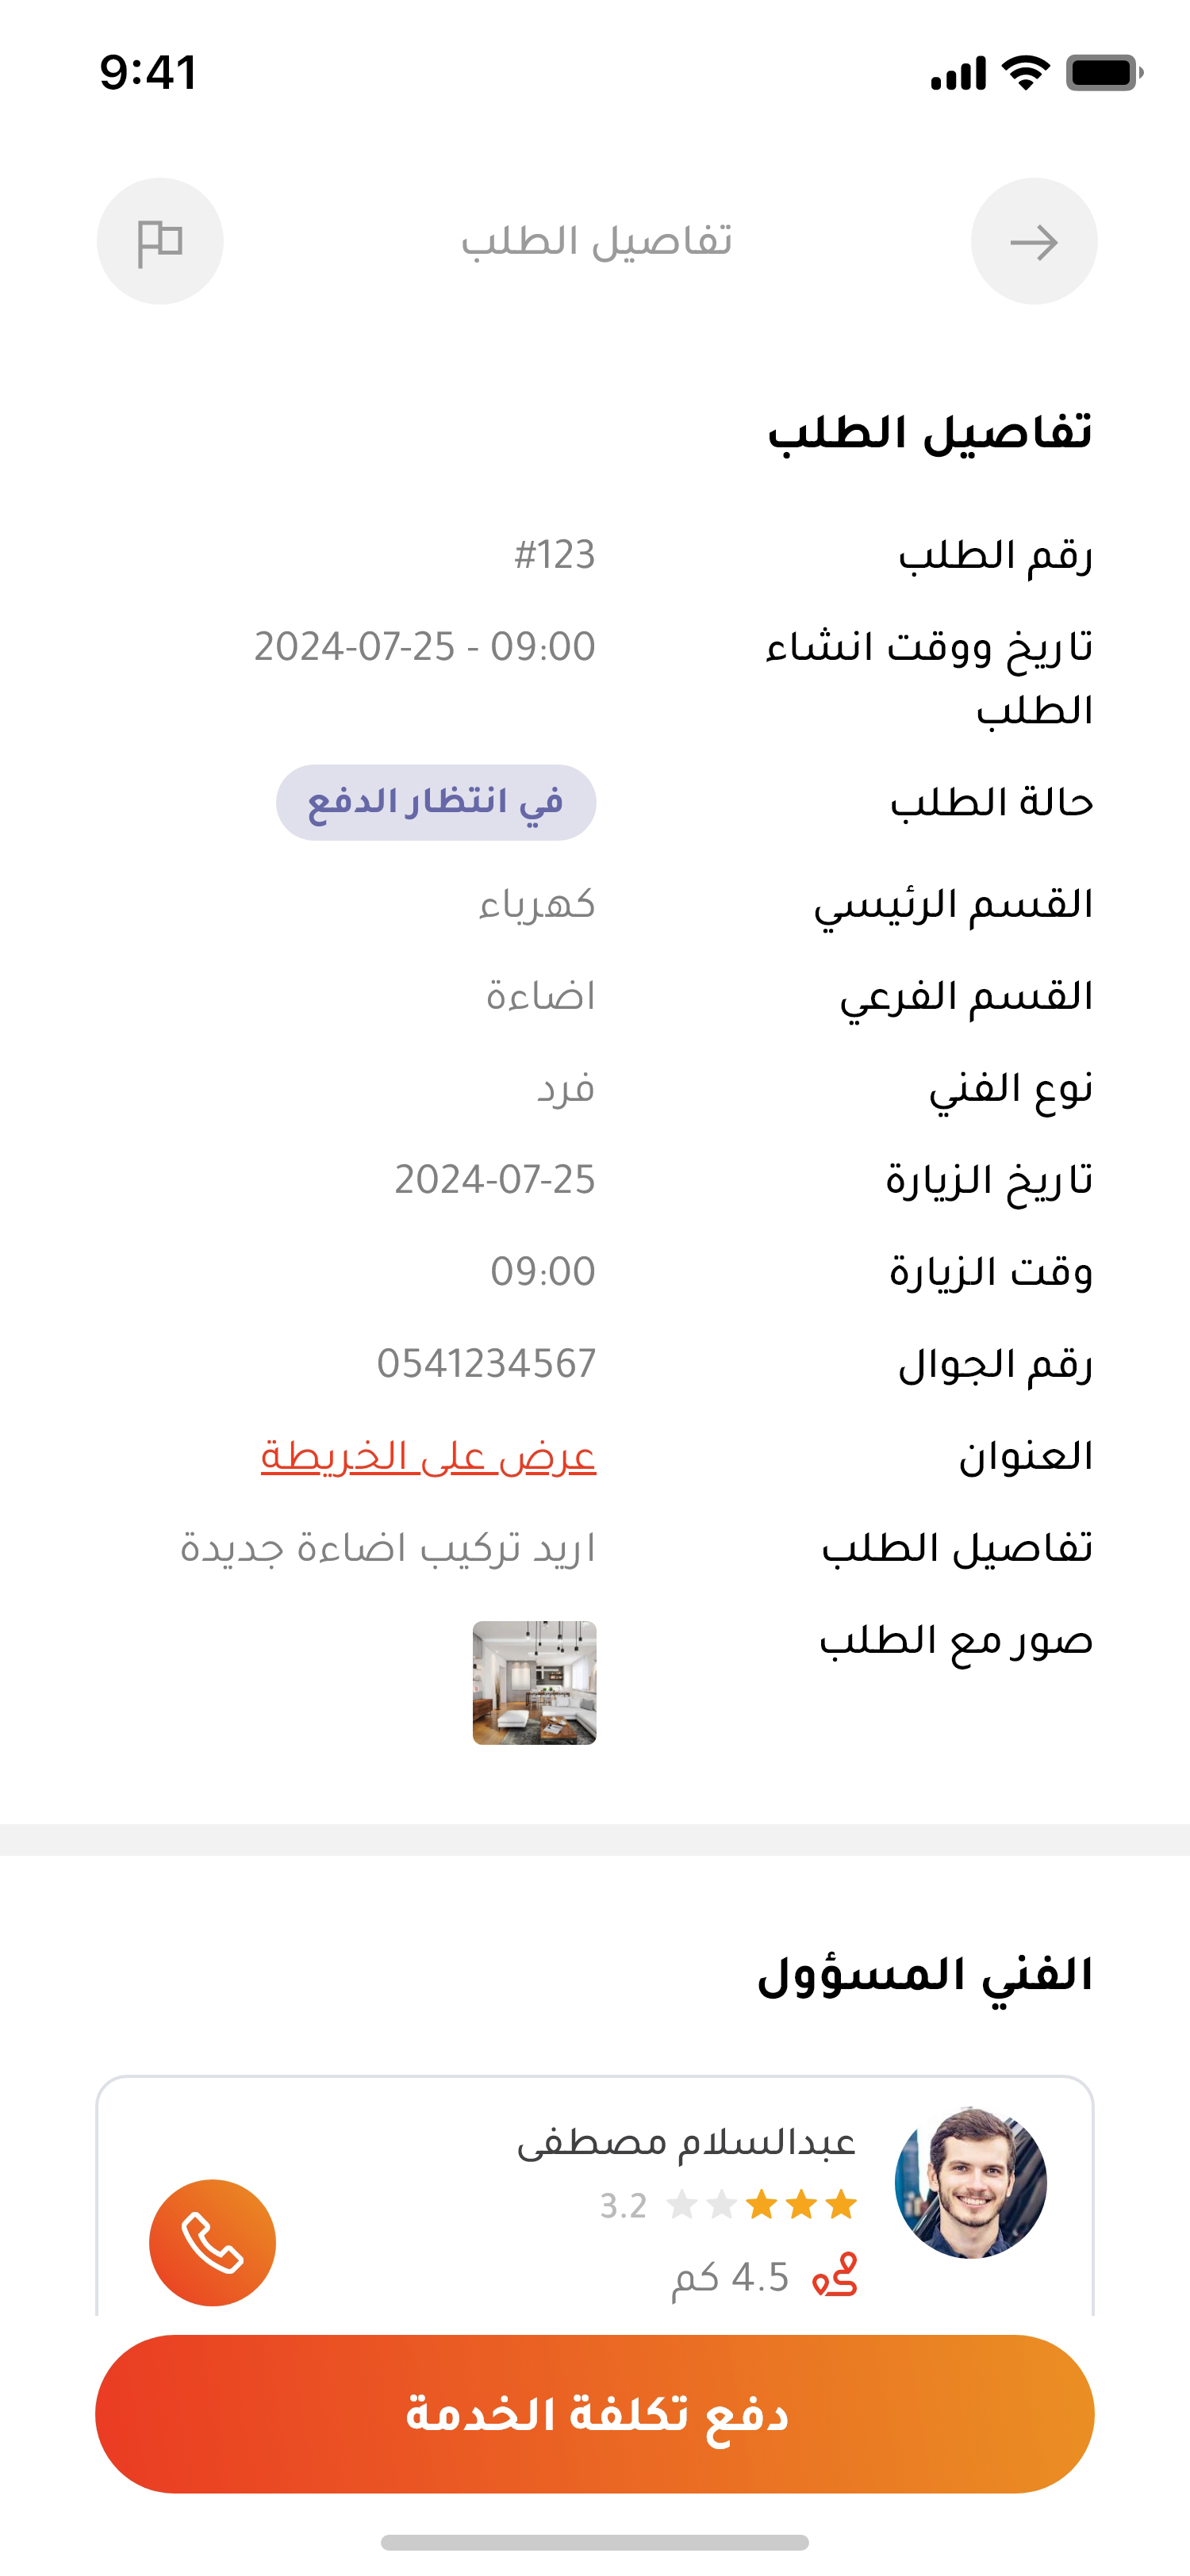 9:41
تفاصيل الطلب
تفاصيل الطلب
رقم الطلب #123
تاريخ ووقت انشاء 2024-07-25 - 09:00
الطلب
حالة الطلب في انتظار الدفع
القسم الرئيسي كهرباء
القسم الفرعي اضاءة
نوع الفني فرد
تاريخ الزيارة 2024-07-25
وقت الزيارة 09:00
رقم الجوال 0541234567
العنوان عرض على الخريطة
تفاصيل الطلب اريد تركيب اضاءة جديدة
صور مع الطلب
الفني المسؤول
عبدالسلام مصطفى
3.2
4.5 كم
دفع تكلفة الخدمة